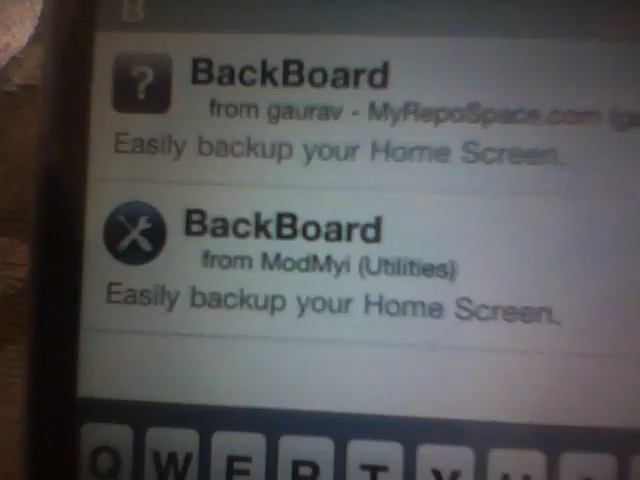 B
?
BackBoard
from gaurav - MyRepoSpace.com
Easily backup your Home Screen.
BackBoard
from ModMyi (Utilities)
Easily backup your Home Screen.
Q W E R T Y U